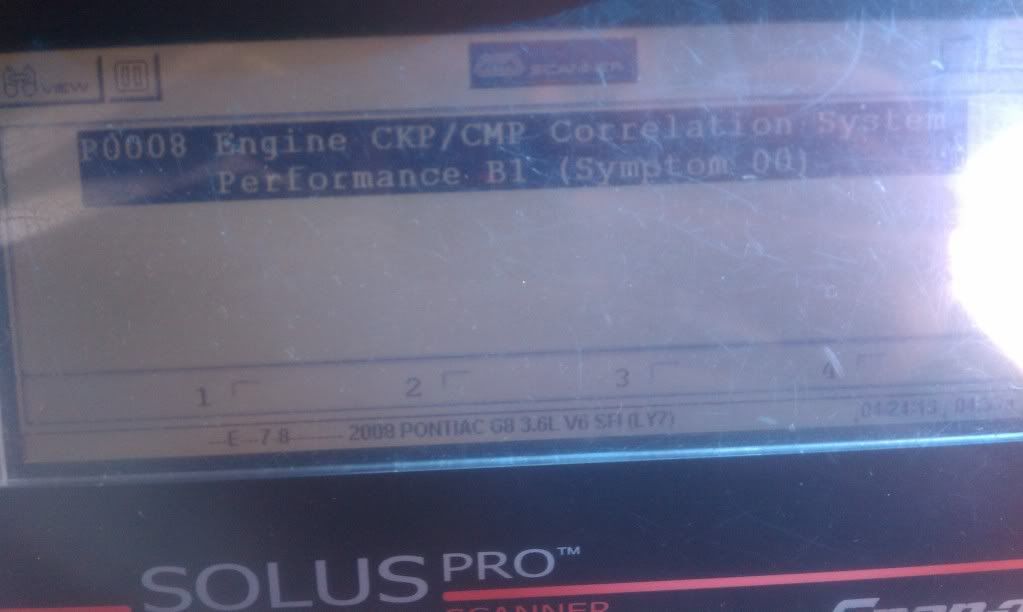 VIEW
SCANNER
P0008 Engine CKP/CMP Correlation System
Performance B1 (Symptom 00)
1 2 3 4
2008 PONTIAC G8 3.6L V6 SFI (LY7)
SOLUS PRO™
SCANNER